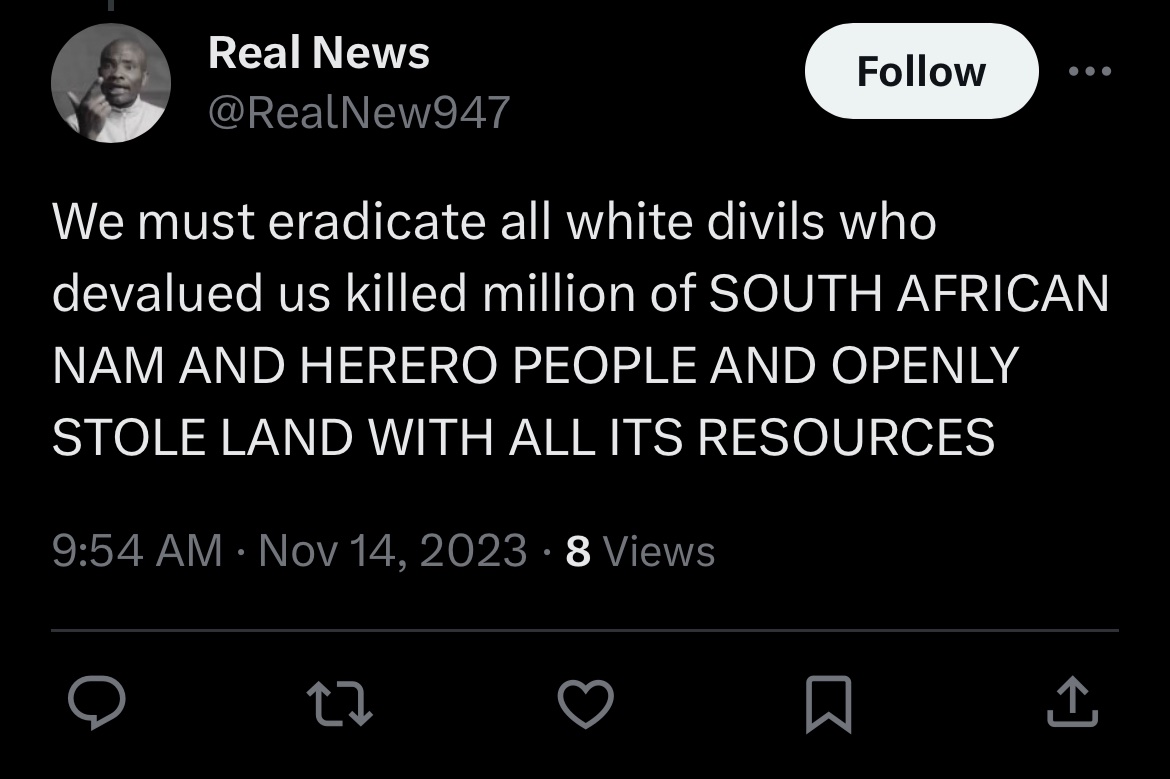 Real News
Follow
@RealNew947
We must eradicate all white divils who
devalued us killed million of SOUTH AFRICAN
NAM AND HERERO PEOPLE AND OPENLY
STOLE LAND WITH ALL ITS RESOURCES
9:54 AM · Nov 14, 2023 · 8 Views